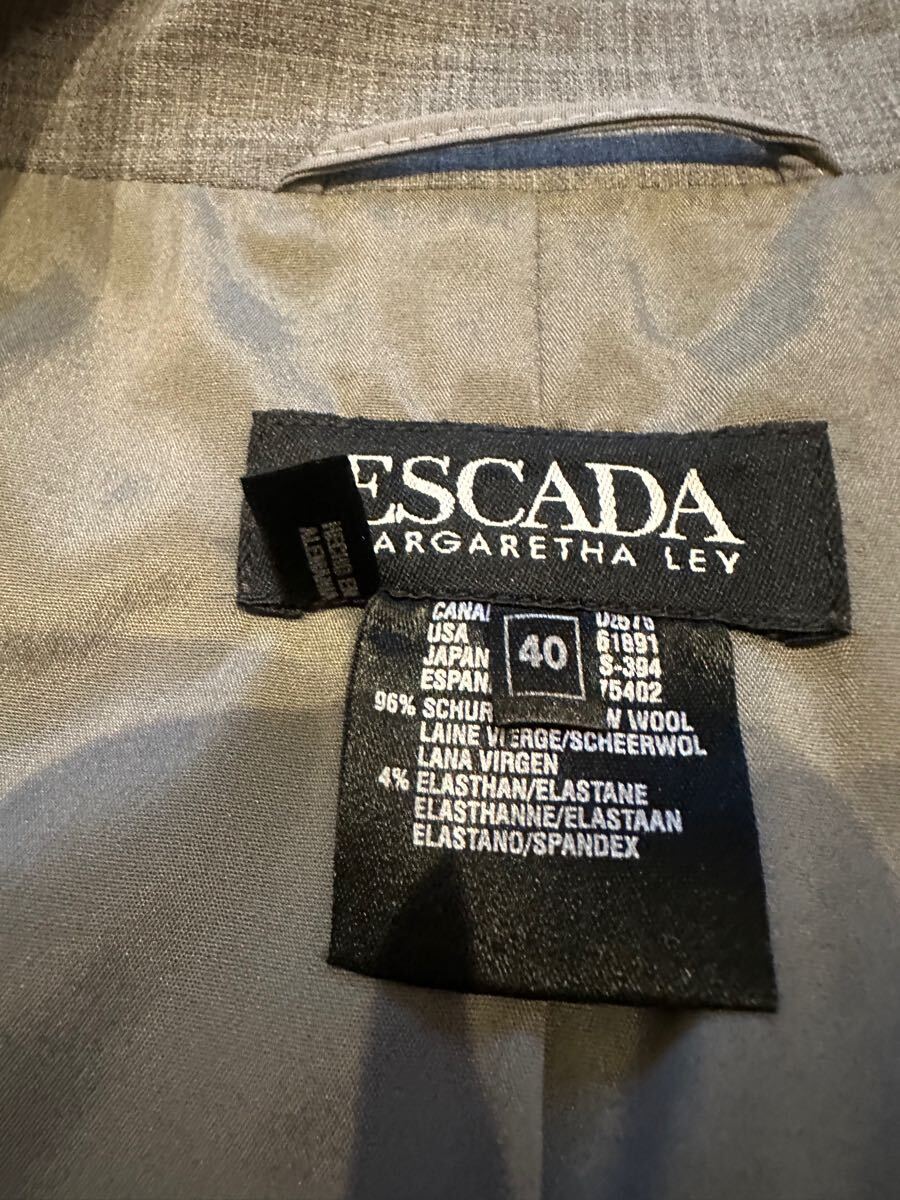 ESCADA
ARGARETHA LEY
40
USA 61891
JAPAN S-394
ESPAN 75402
96% SCHUR WOOL
LAINE VIERGE/SCHEERWOL
LANA VIRGEN
4% ELASTHAN/ELASTANE
ELASTHANNE/ELASTAAN
ELASTANO/SPANDEX